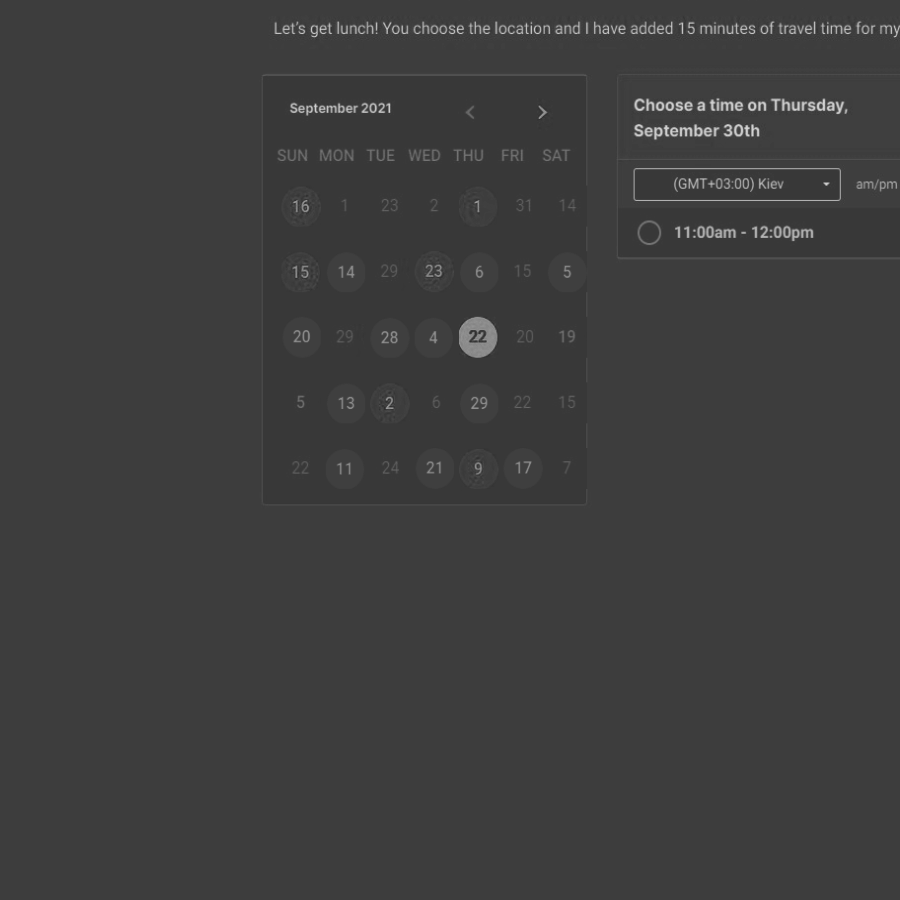 Let's get lunch! You choose the location and I have added 15 minutes of travel time for my
September 2021
SUN MON TUE WED THU FRI SAT
16 1 23 2 1 31 14
15 14 29 23 6 15 5
20 29 28 4 22 20 19
5 13 2 6 29 22 15
22 11 24 21 9 17 7
Choose a time on Thursday,
September 30th
(GMT+03:00) Kiev am/pm
11:00am - 12:00pm